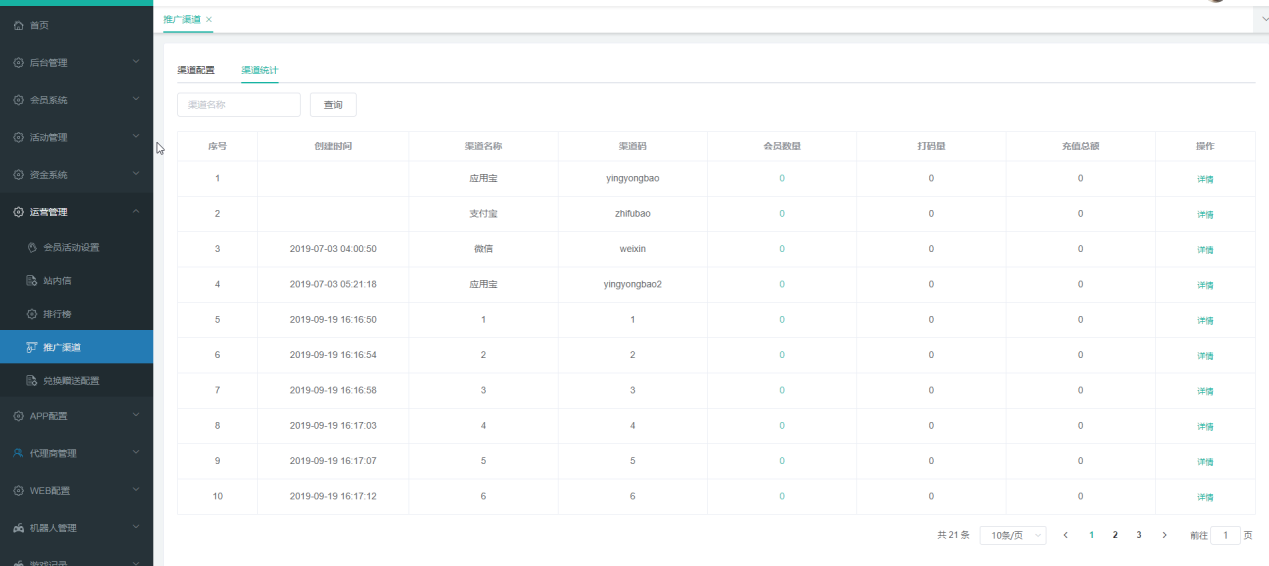 首页
后台管理
会员系统
活动管理
资金系统
运营管理
会员活动设置
站内信
排行榜
推广渠道
兑换赠送配置
APP配置
代理商管理
WEB配置
机器人管理
游戏记录
推广渠道 ×
渠道配置 渠道统计
渠道名称 查询
序号 创建时间 渠道名称 渠道码 会员数量 打码量 充值总额 操作
1 应用宝 yingyongbao 0 0 0 详情
2 支付宝 zhifubao 0 0 0 详情
3 2019-07-03 04:00:50 微信 weixin 0 0 0 详情
4 2019-07-03 05:21:18 应用宝 yingyongbao2 0 0 0 详情
5 2019-09-19 16:16:50 1 1 0 0 0 详情
6 2019-09-19 16:16:54 2 2 0 0 0 详情
7 2019-09-19 16:16:58 3 3 0 0 0 详情
8 2019-09-19 16:17:03 4 4 0 0 0 详情
9 2019-09-19 16:17:07 5 5 0 0 0 详情
10 2019-09-19 16:17:12 6 6 0 0 0 详情
共 21 条 10条/页 < 1 2 3 > 前往 1 页